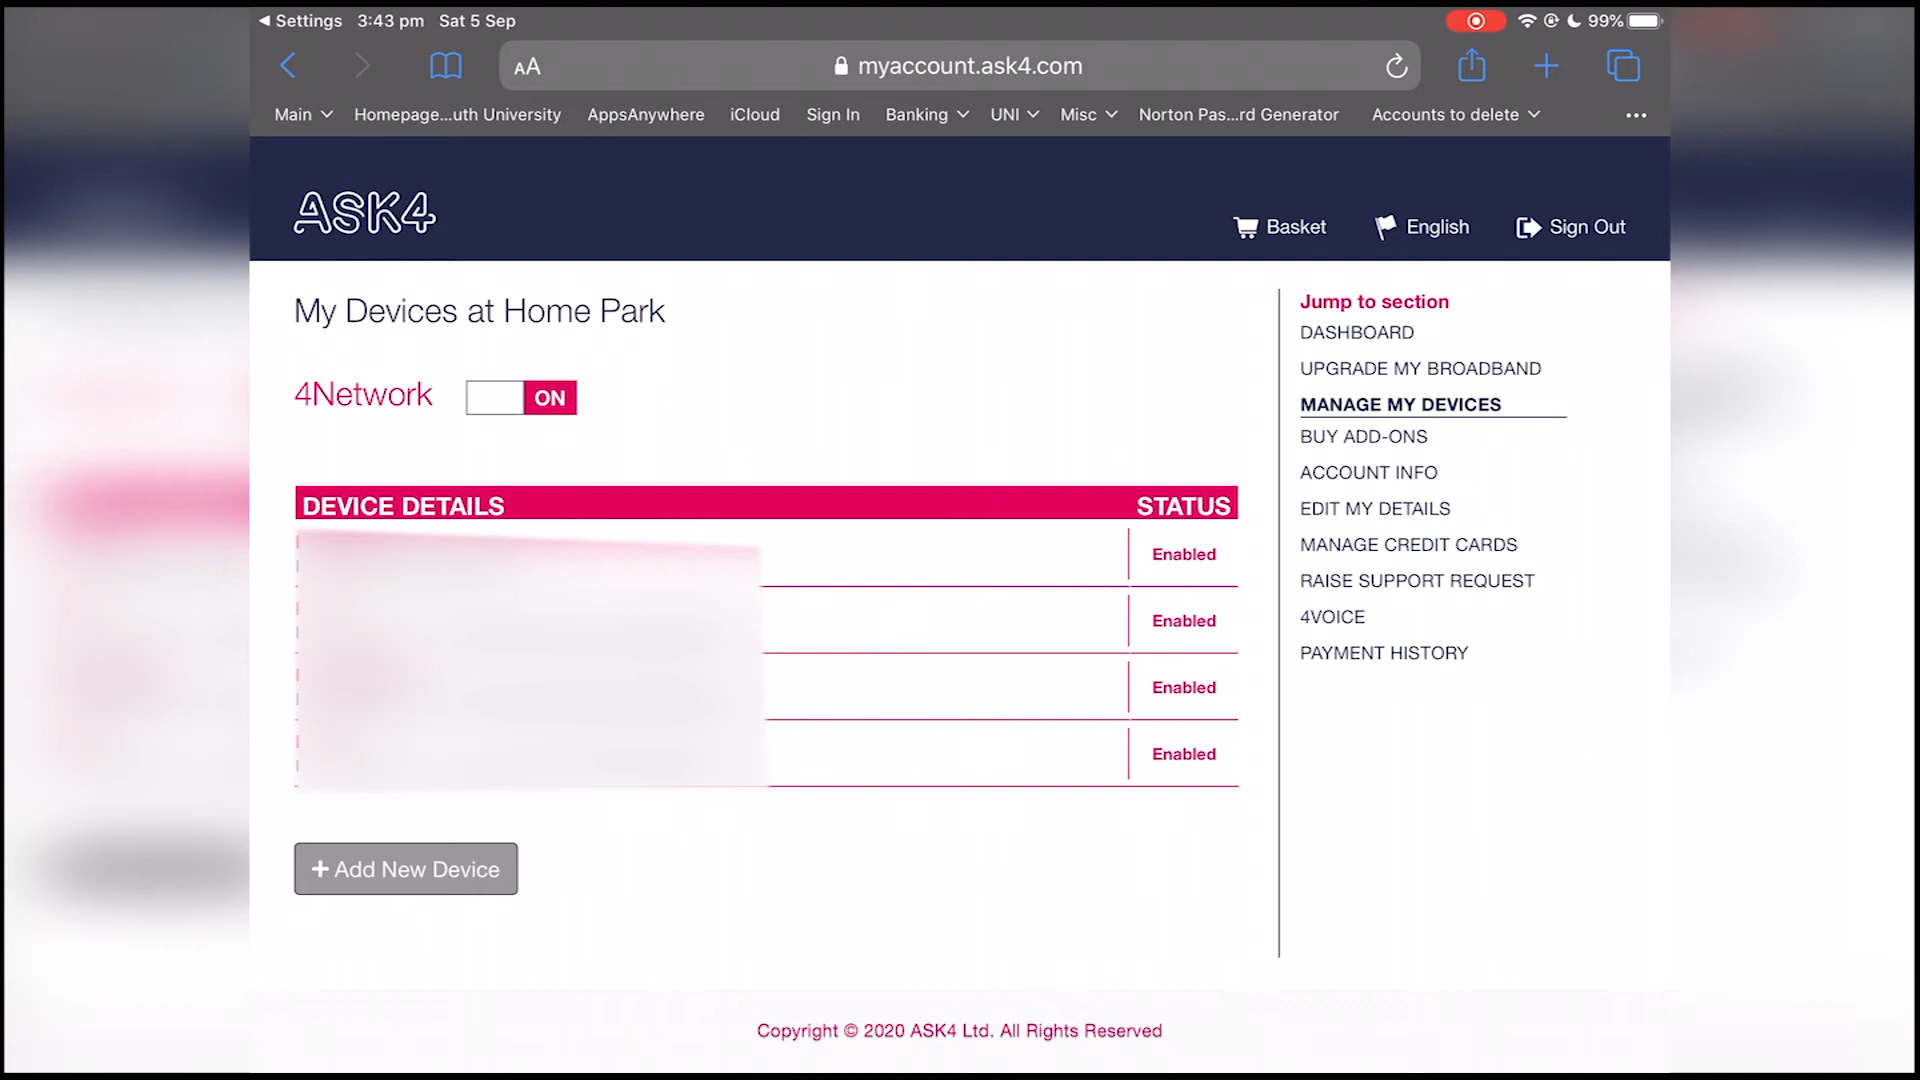 Settings 3:43 pm Sat 5 Sep 99%
AA myaccount.ask4.com
Main Homepage...uth University AppsAnywhere iCloud Sign In Banking UNI Misc Norton Pas...rd Generator Accounts to delete
ASK4
Basket English Sign Out
My Devices at Home Park
4Network ON
DEVICE DETAILS STATUS
Enabled
Enabled
Enabled
Enabled
+ Add New Device
Jump to section
DASHBOARD
UPGRADE MY BROADBAND
MANAGE MY DEVICES
BUY ADD-ONS
ACCOUNT INFO
EDIT MY DETAILS
MANAGE CREDIT CARDS
RAISE SUPPORT REQUEST
4VOICE
PAYMENT HISTORY
Copyright © 2020 ASK4 Ltd. All Rights Reserved